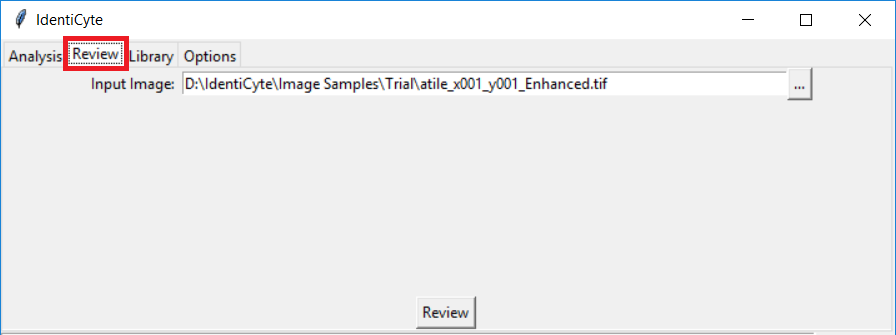 IdentiCyte
Analysis Review Library Options
Input Image: D:\IdentiCyte\Image Samples\Trial\atile_x001_y001_Enhanced.tif ...
Review